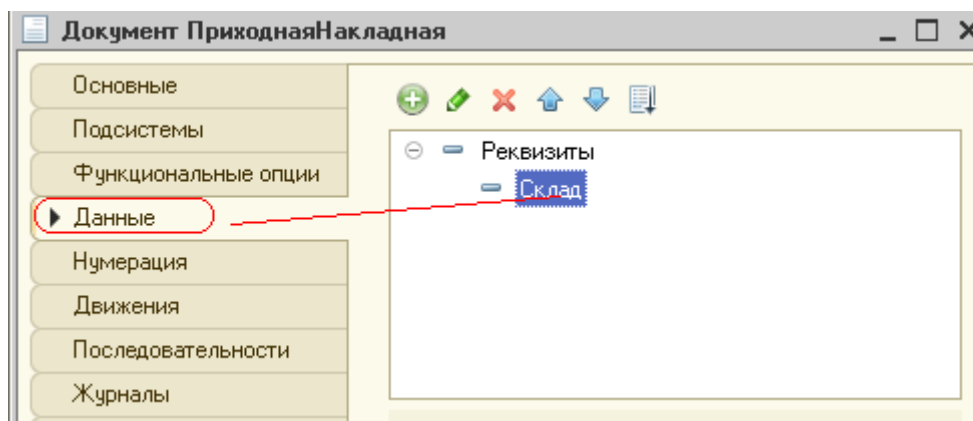 Документ ПриходнаяНакладная
Основные
Подсистемы
Функциональные опции
Данные
Нумерация
Движения
Последовательности
Журналы
Реквизиты
Склад